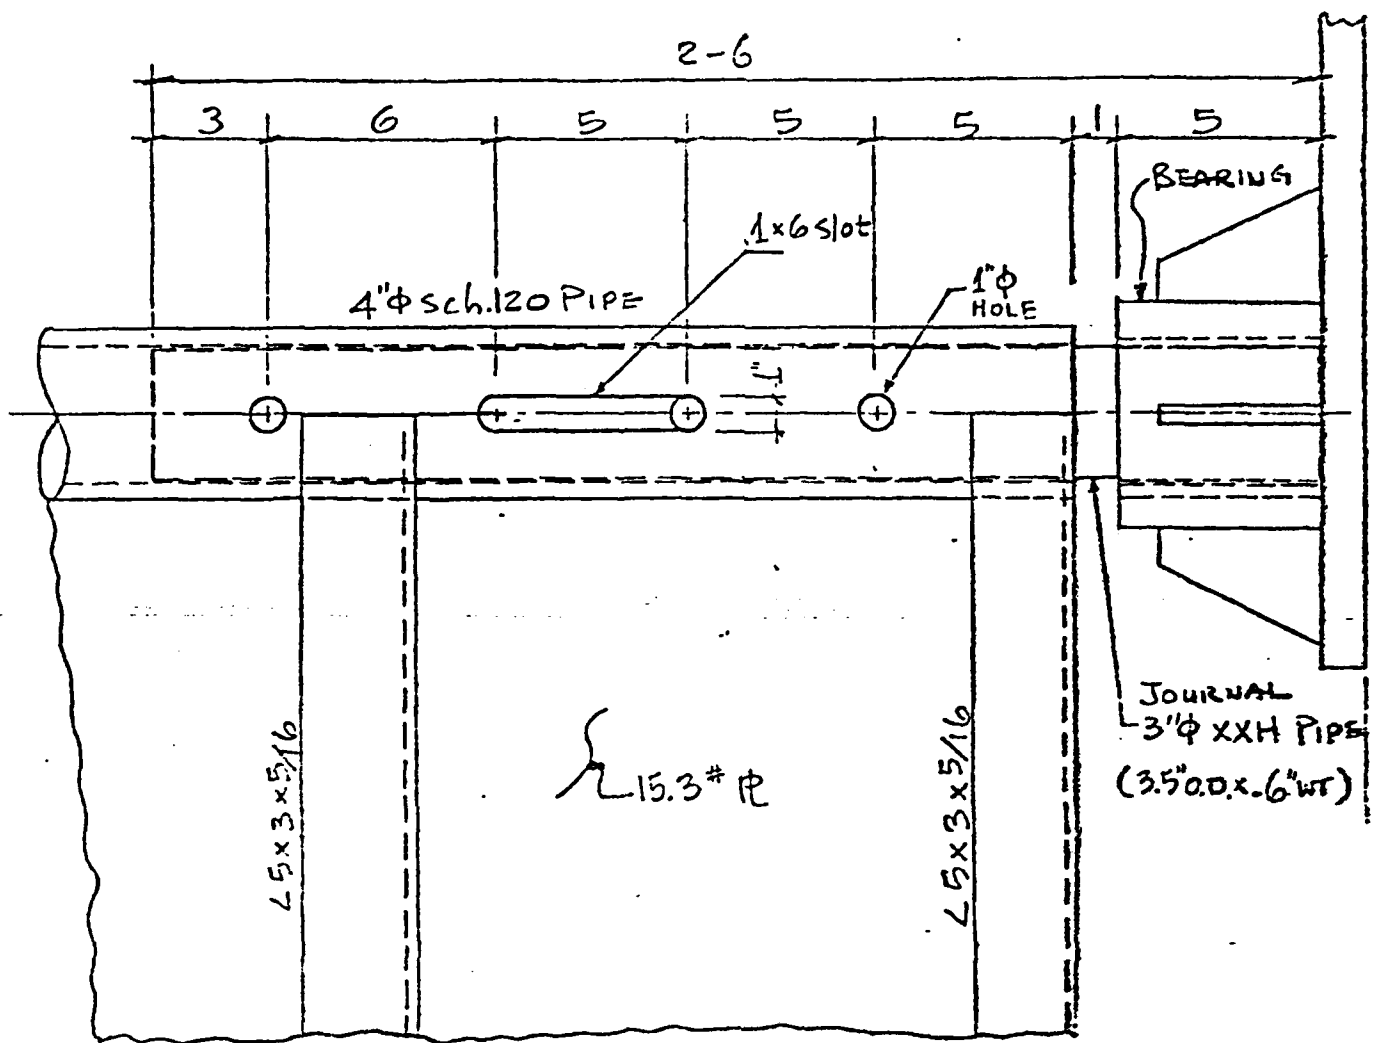 2-6
3 6 5 5 5 1 5
BEARING
1×6 slot
1"φ
HOLE
4"φ Sch.120 PIPE
1"
JOURNAL
3"φ XXH PIPE
(3.5"O.D.×.6"WT)
∠5×3×5/16
15.3# ℄
∠5×3×5/16